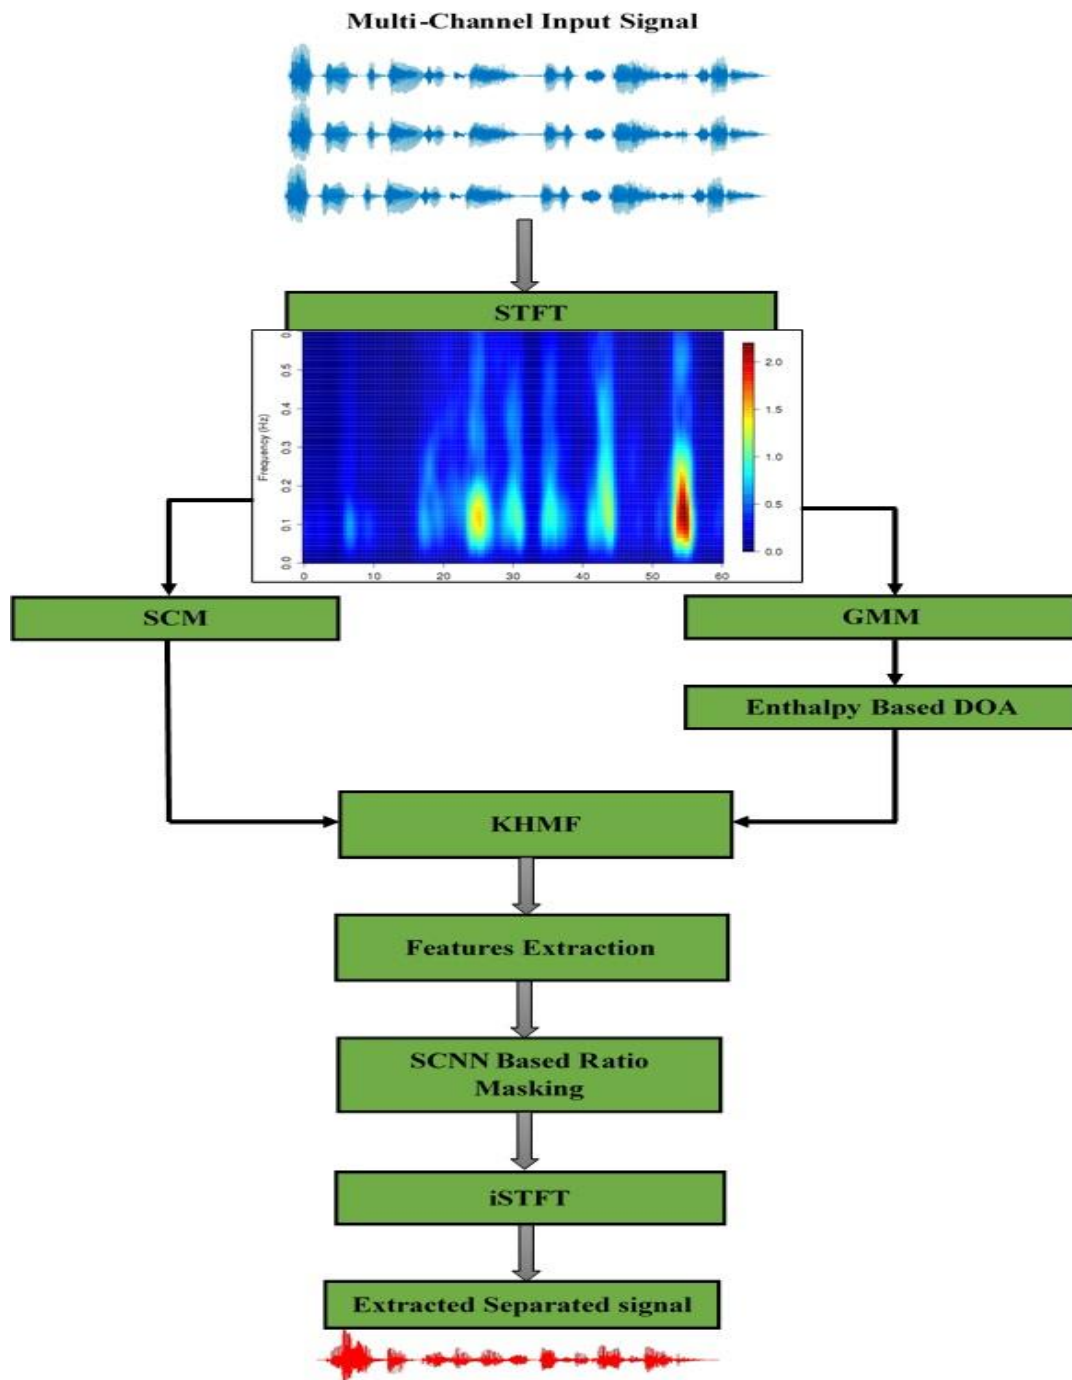 Multi-Channel Input Signal
STFT
Frequency (Hz)
0.5
0.4
0.3
0.2
0.1
0.0
0 10 20 30 40 50 60
2.0
1.5
1.0
0.5
0.0
SCM
GMM
Enthalpy Based DOA
KHMF
Features Extraction
SCNN Based Ratio
Masking
iSTFT
Extracted Separated signal